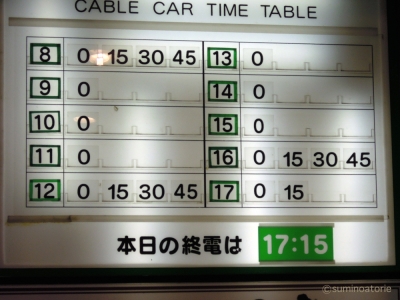 CABLE CAR TIME TABLE
8 0 15 30 45 13 0
9 0 14 0
10 0 15 0
11 0 16 0 15 30 45
12 0 15 30 45 17 0 15
本日の終電は 17:15
©suminoatorie